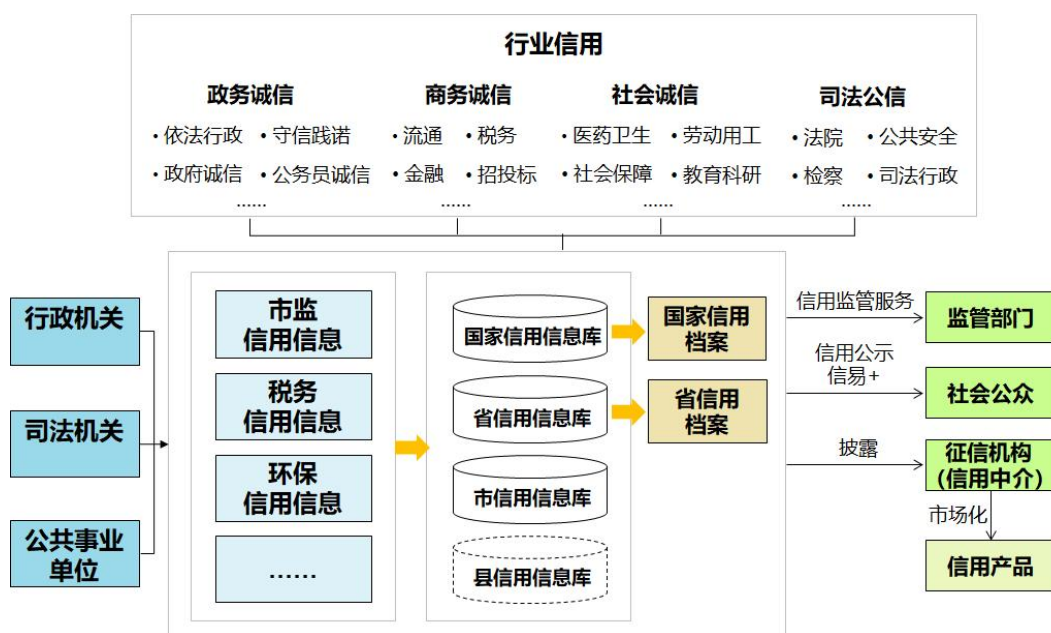 行业信用
政务诚信
商务诚信
社会诚信
司法公信
• 依法行政 • 守信践诺
• 政府诚信 • 公务员诚信
......
• 流通 • 税务
• 金融 • 招投标
......
• 医药卫生 • 劳动用工
• 社会保障 • 教育科研
......
• 法院 • 公共安全
• 检察 • 司法行政
......
行政机关
司法机关
公共事业
单位
市监
信用信息
税务
信用信息
环保
信用信息
......
国家信用信息库
省信用信息库
市信用信息库
县信用信息库
国家信用
档案
省信用
档案
信用监管服务
信用公示
信易+
披露
监管部门
社会公众
征信机构
(信用中介)
市场化
信用产品